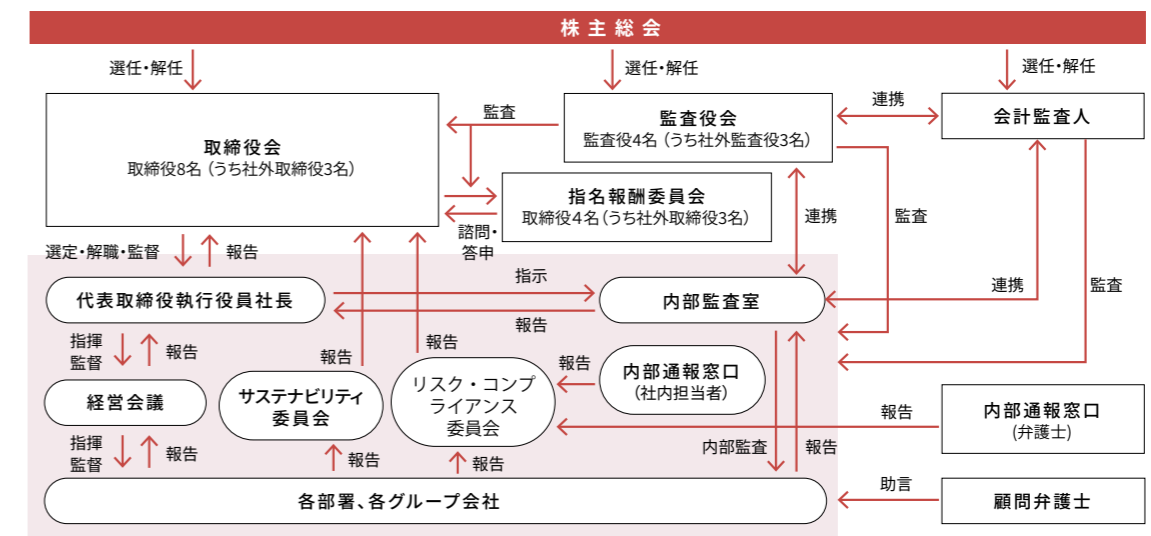 株主総会
選任・解任
選任・解任
選任・解任
取締役会
取締役8名（うち社外取締役3名）
監査
監査役会
監査役4名（うち社外監査役3名）
連携
会計監査人
指名報酬委員会
取締役４名（うち社外取締役3名）
諮問・
答申
連携
監査
選定・解職・監督
報告
代表取締役執行役員社長
指示
報告
内部監査室
連携
監査
指揮
監督
報告
報告
報告
経営会議
サステナビリティ
委員会
リスク・コンプ
ライアンス
委員会
報告
内部通報窓口
（社内担当者）
報告
内部通報窓口
(弁護士)
指揮
監督
報告
報告
報告
内部監査
報告
各部署、各グループ会社
助言
顧問弁護士